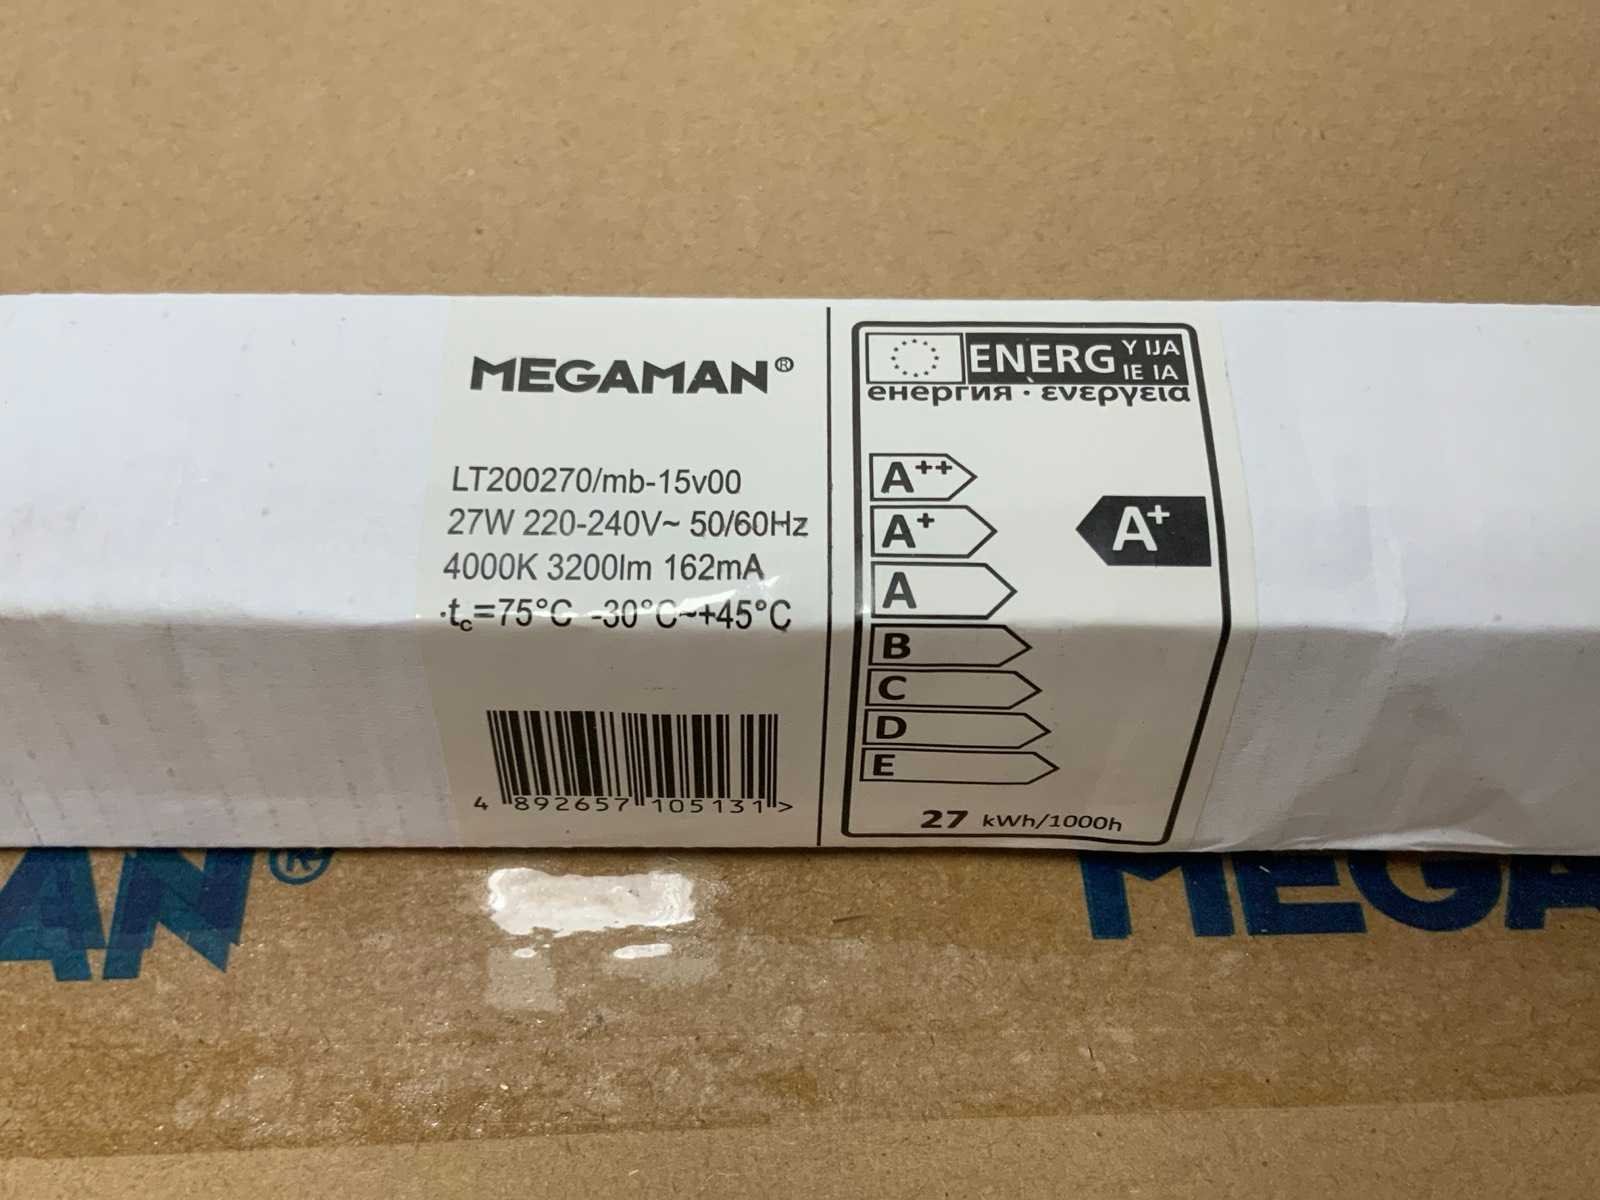 MEGAMAN®
LT200270/mb-15v00
27W 220-240V~ 50/60Hz
4000K 3200lm 162mA
·tc=75°C -30°C~+45°C
4 892657 105131 >
ENERG Y IJA
IE IA
енергия · ενεργεια
A++
A+
A+
A
B
C
D
E
27 kWh/1000h
AN®
MEGA